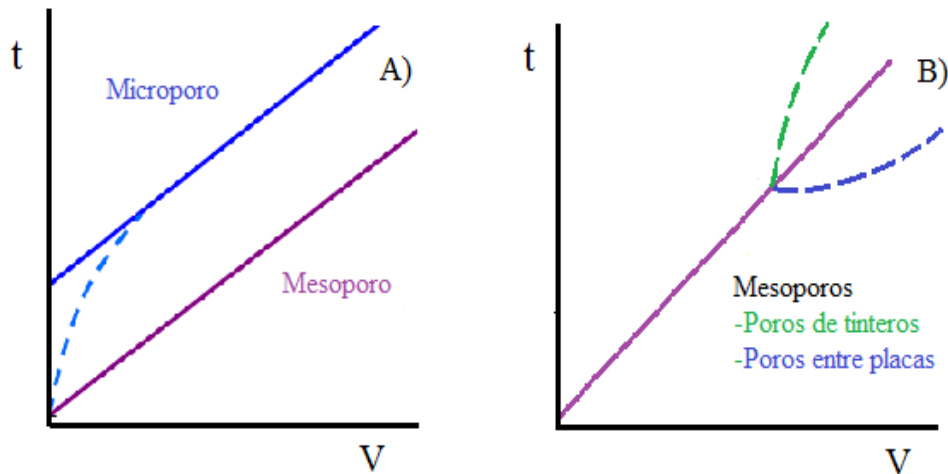 t
A)
Microporo
Mesoporo
V
t
B)
Mesoporos
-Poros de tinteros
-Poros entre placas
V